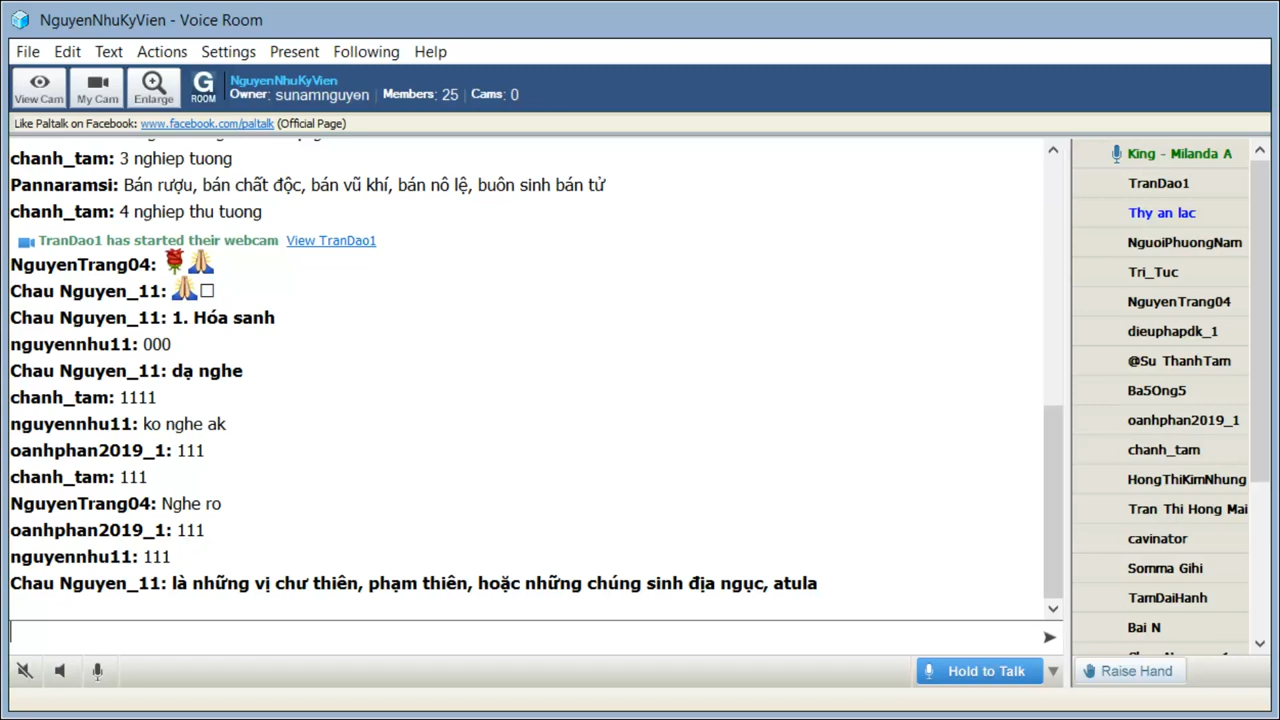 NguyenNhuKyVien - Voice Room
File Edit Text Actions Settings Present Following Help
View Cam
My Cam
Enlarge
G ROOM
NguyenNhuKyVien
Owner: sunamnguyen Members: 25 Cams: 0
Like Paltalk on Facebook: www.facebook.com/paltalk (Official Page)
chanh_tam: 3 nghiep tuong
Pannaramsi: Bán rượu, bán chất độc, bán vũ khí, bán nô lệ, buôn sinh bán tử
chanh_tam: 4 nghiep thu tuong
TranDao1 has started their webcam View TranDao1
NguyenTrang04: 🌹🙏
Chau Nguyen_11: 🙏□
Chau Nguyen_11: 1. Hóa sanh
nguyennhu11: 000
Chau Nguyen_11: dạ nghe
chanh_tam: 1111
nguyennhu11: ko nghe ak
oanhphan2019_1: 111
chanh_tam: 111
NguyenTrang04: Nghe ro
oanhphan2019_1: 111
nguyennhu11: 111
Chau Nguyen_11: là những vị chư thiên, phạm thiên, hoặc những chúng sinh địa ngục, atula
King - Milanda A
TranDao1
Thy an lac
NguoiPhuongNam
Tri_Tuc
NguyenTrang04
dieuphapdk_1
@Su ThanhTam
Ba5Ong5
oanhphan2019_1
chanh_tam
HongThiKimNhung
Tran Thi Hong Mai
cavinator
Somma Gihi
TamDaiHanh
Bai N
Hold to Talk
Raise Hand